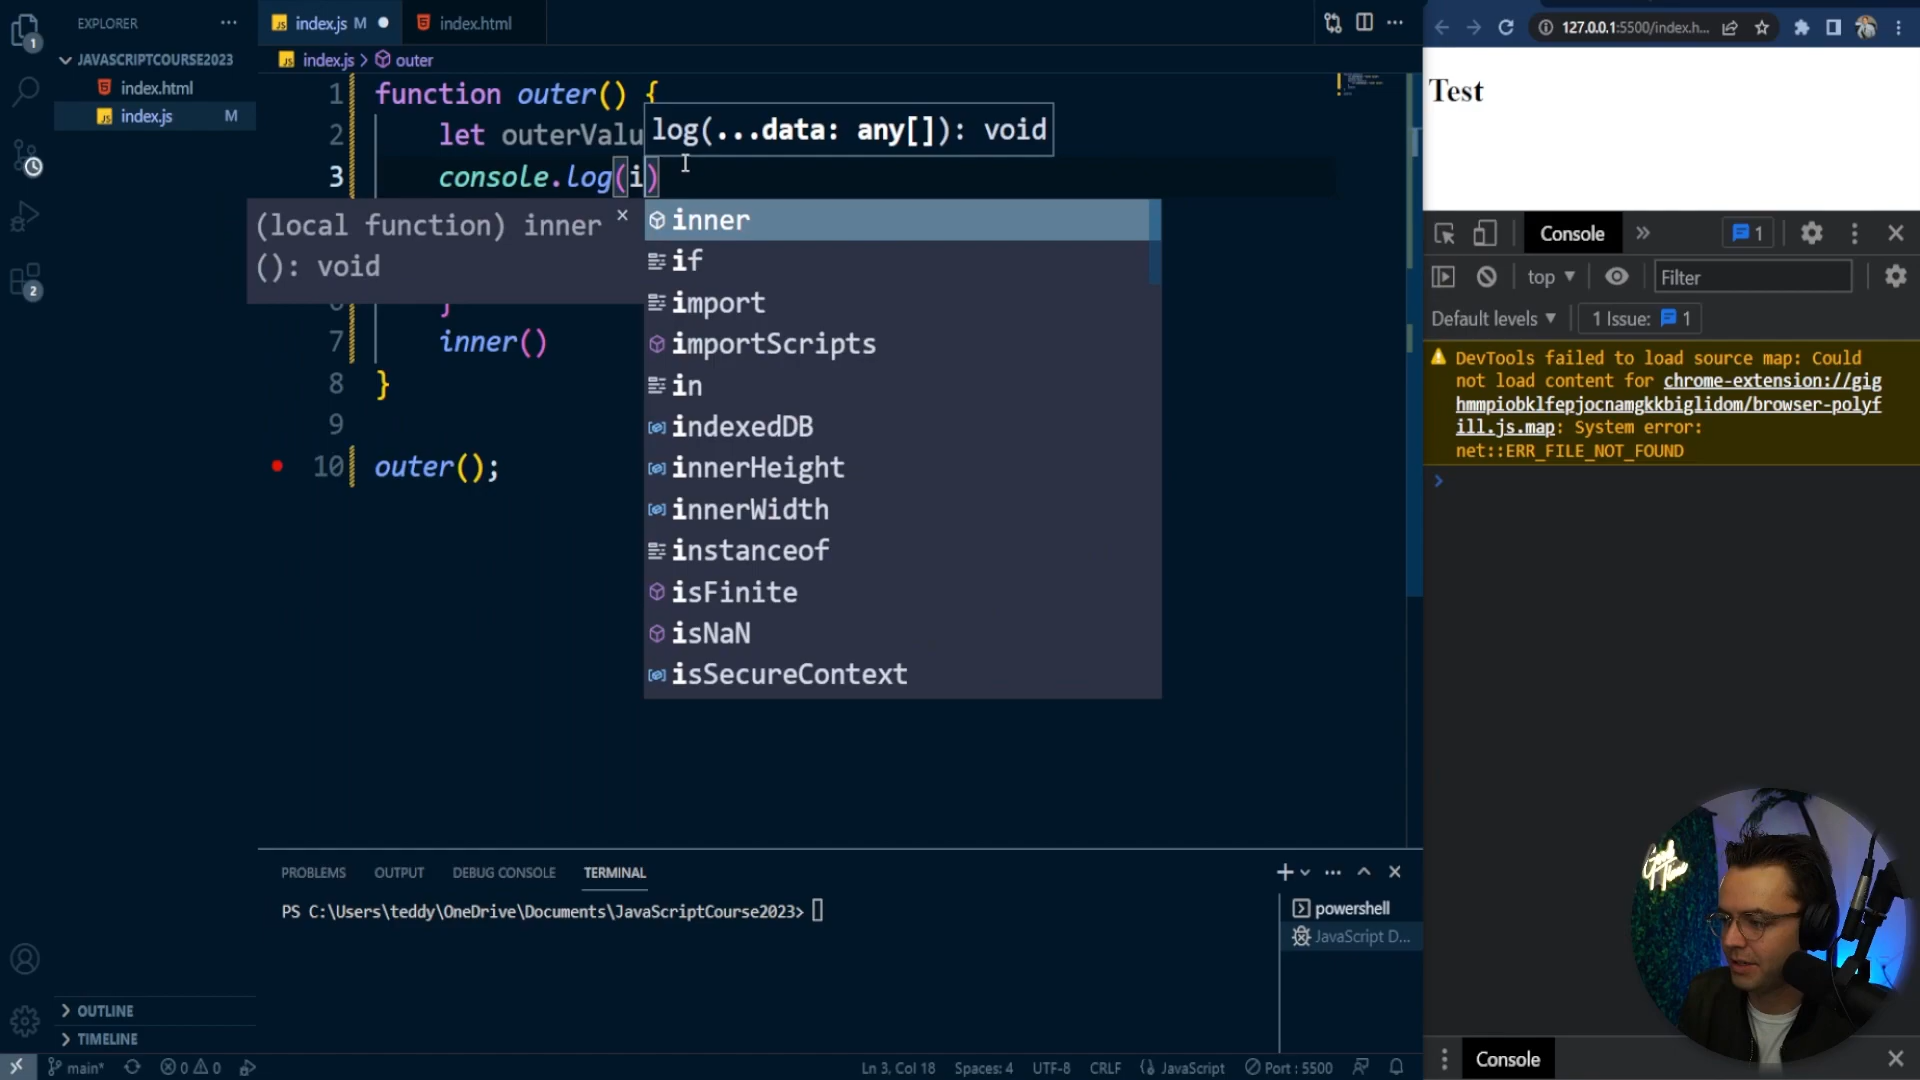 EXPLORER
index.js M
index.html
JAVASCRIPTCOURSE2023
index.html
index.js M
index.js > outer
1 function outer() {
2 let outerValu
3 console.log(i)
log(...data: any[]): void
(local function) inner
(): void
inner
if
import
importScripts
in
indexedDB
innerHeight
innerWidth
instanceof
isFinite
isNaN
isSecureContext
7 inner()
8 }
9
10 outer();
PROBLEMS
OUTPUT
DEBUG CONSOLE
TERMINAL
PS C:\Users\teddy\OneDrive\Documents\JavaScriptCourse2023>
powershell
JavaScript D...
OUTLINE
TIMELINE
main*
0 0
Ln 3, Col 18
Spaces: 4
UTF-8
CRLF
JavaScript
Port : 5500
1
2
127.0.0.1:5500/index.h...
Test
Console
1
top
Filter
Default levels
1 Issue: 1
DevTools failed to load source map: Could
not load content for chrome-extension://gig
hmmpiobklfepjocnamgkkbiglidom/browser-polyf
ill.js.map: System error:
net::ERR_FILE_NOT_FOUND
Console